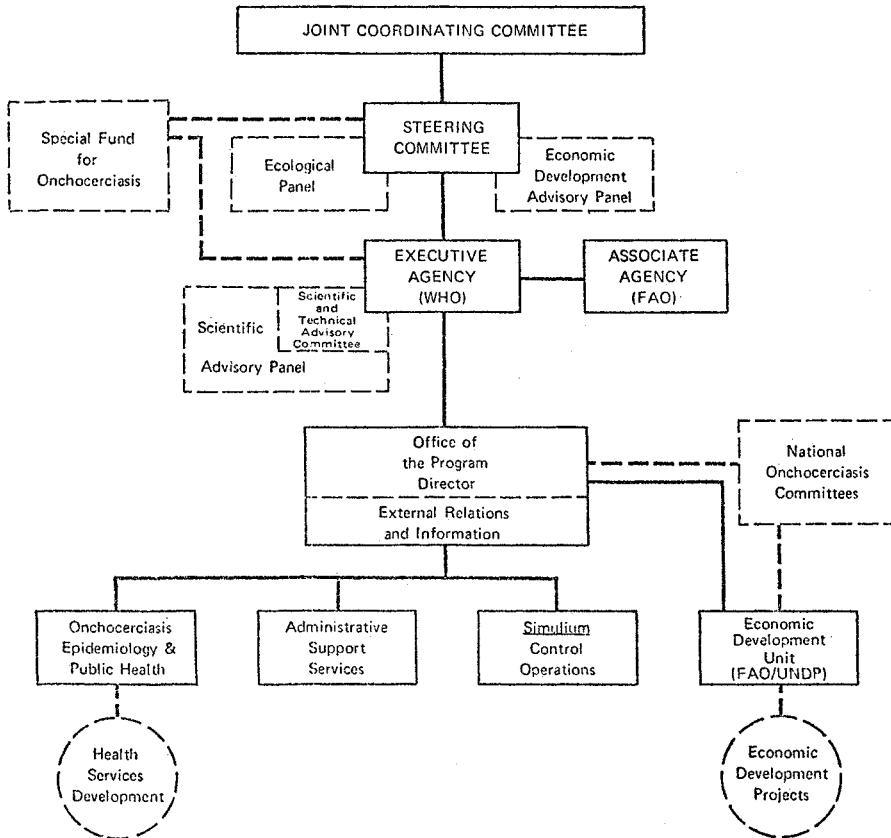 JOINT COORDINATING COMMITTEE
Special Fund
for
Onchocerciasis
STEERING
COMMITTEE
Ecological
Panel
Economic
Development
Advisory Panel
EXECUTIVE
AGENCY
(WHO)
ASSOCIATE
AGENCY
(FAO)
Scientific
and
Technical
Advisory
Committee
Scientific
Advisory Panel
Office of
the Program
Director
External Relations
and Information
National
Onchocerciasis
Committees
Onchocerciasis
Epidemiology &
Public Health
Administrative
Support
Services
Simulium
Control
Operations
Economic
Development
Unit
(FAO/UNDP)
Health
Services
Development
Economic
Development
Projects